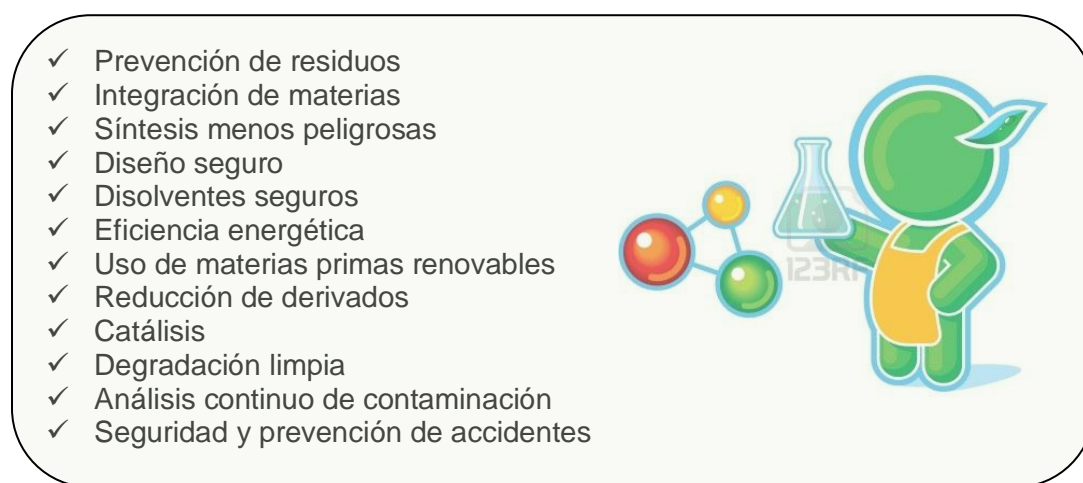 ✓ Prevención de residuos
✓ Integración de materias
✓ Síntesis menos peligrosas
✓ Diseño seguro
✓ Disolventes seguros
✓ Eficiencia energética
✓ Uso de materias primas renovables
✓ Reducción de derivados
✓ Catálisis
✓ Degradación limpia
✓ Análisis continuo de contaminación
✓ Seguridad y prevención de accidentes